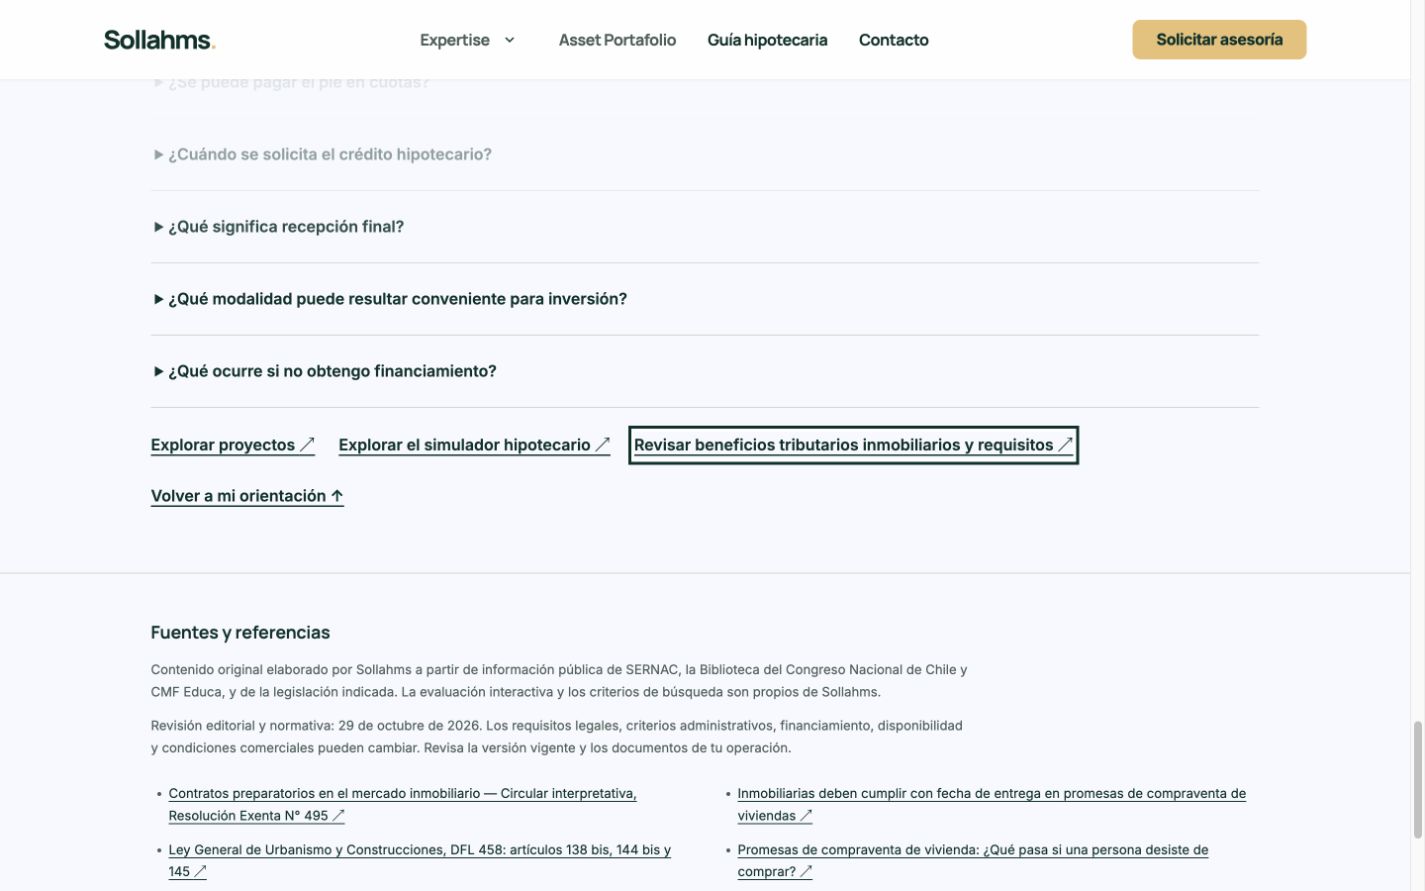 Sollahms.
Expertise
Asset Portafolio
Guía hipotecaria
Contacto
Solicitar asesoría
¿Se puede pagar el pie en cuotas?
¿Cuándo se solicita el crédito hipotecario?
¿Qué significa recepción final?
¿Qué modalidad puede resultar conveniente para inversión?
¿Qué ocurre si no obtengo financiamiento?
Explorar proyectos ↗
Explorar el simulador hipotecario ↗
Revisar beneficios tributarios inmobiliarios y requisitos ↗
Volver a mi orientación ↑
Fuentes y referencias
Contenido original elaborado por Sollahms a partir de información pública de SERNAC, la Biblioteca del Congreso Nacional de Chile y
CMF Educa, y de la legislación indicada. La evaluación interactiva y los criterios de búsqueda son propios de Sollahms.
Revisión editorial y normativa: 29 de octubre de 2026. Los requisitos legales, criterios administrativos, financiamiento, disponibilidad
y condiciones comerciales pueden cambiar. Revisa la versión vigente y los documentos de tu operación.
• Contratos preparatorios en el mercado inmobiliario — Circular interpretativa,
Resolución Exenta N° 495 ↗
• Inmobiliarias deben cumplir con fecha de entrega en promesas de compraventa de
viviendas ↗
• Ley General de Urbanismo y Construcciones, DFL 458: artículos 138 bis, 144 bis y
145 ↗
• Promesas de compraventa de vivienda: ¿Qué pasa si una persona desiste de
comprar? ↗